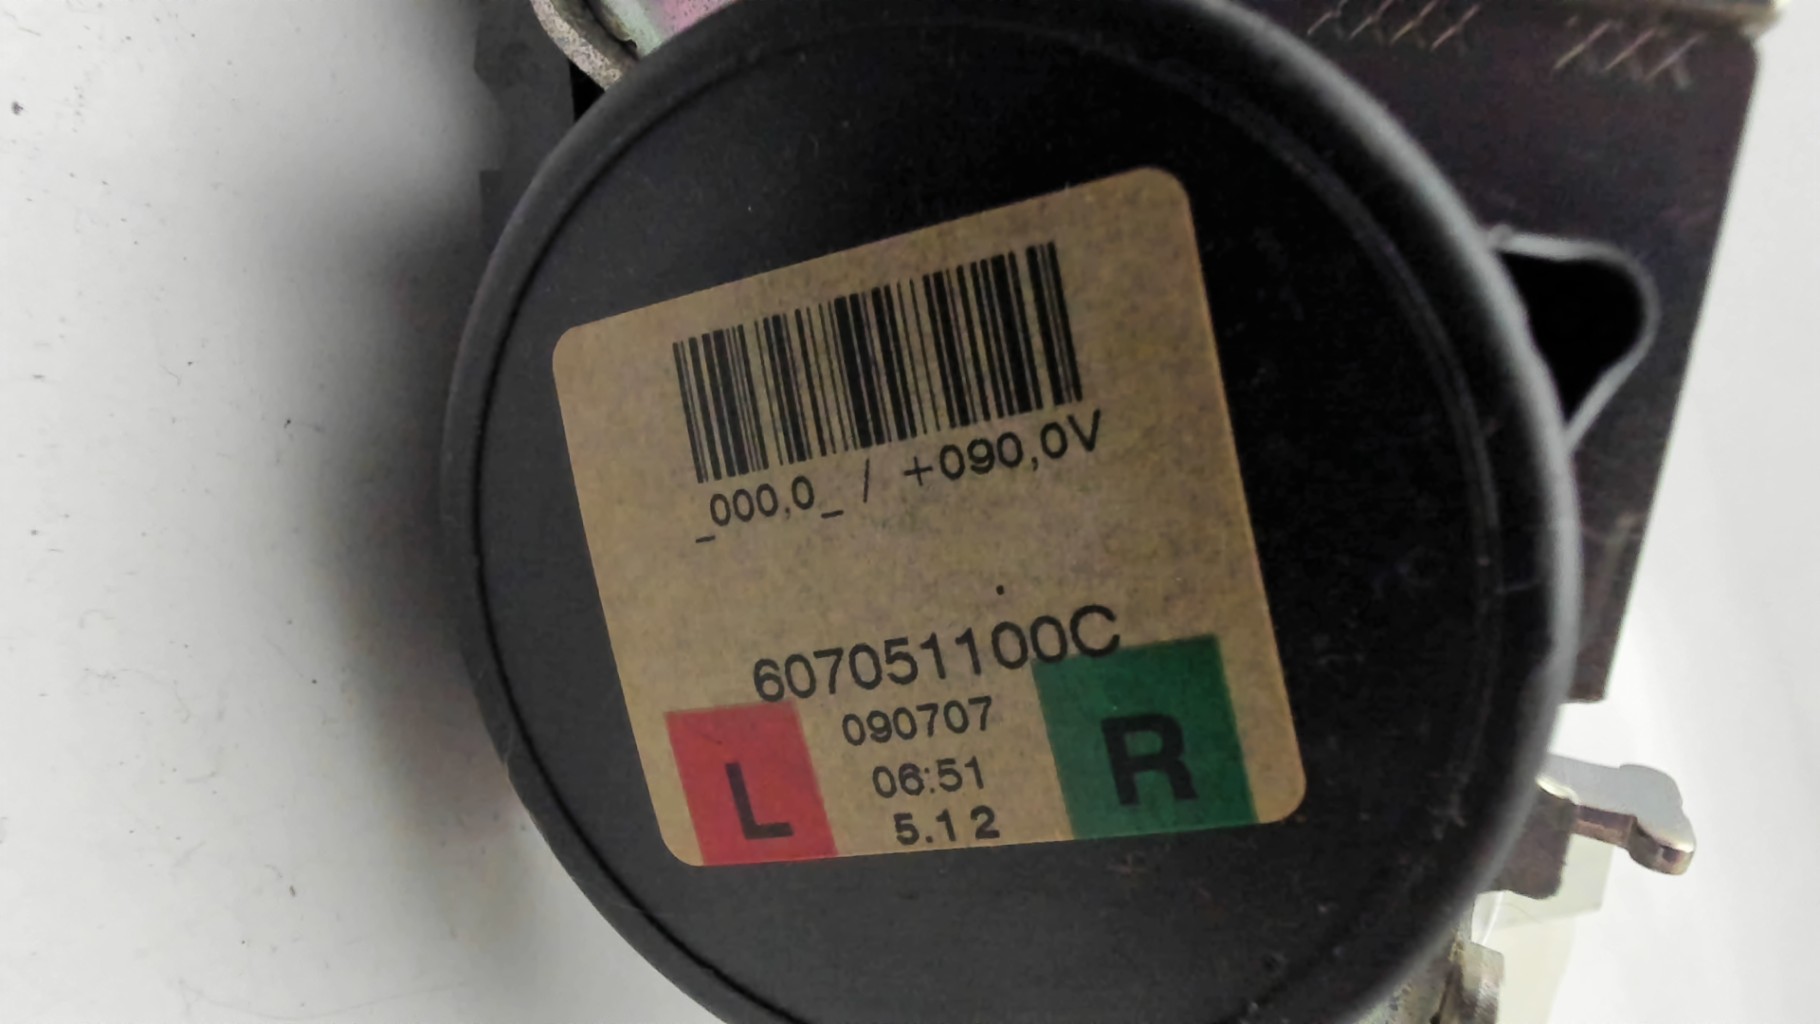 _000,0_ / +090,0V
607051100C
090707
06:51
5.12
L
R